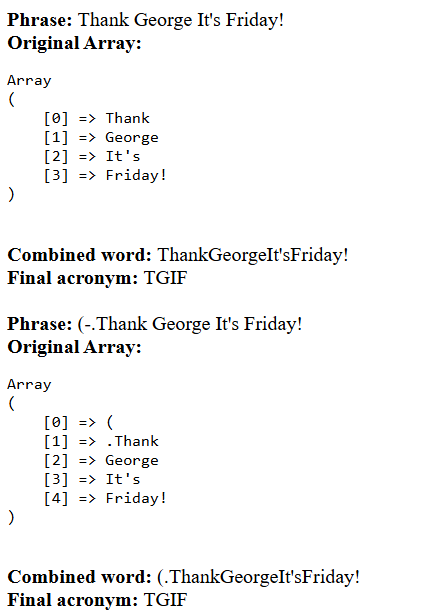 Phrase: Thank George It's Friday!
Original Array:
Array
(
    [0] => Thank
    [1] => George
    [2] => It's
    [3] => Friday!
)
Combined word: ThankGeorgeIt'sFriday!
Final acronym: TGIF
Phrase: (-.Thank George It's Friday!
Original Array:
Array
(
    [0] => (
    [1] => .Thank
    [2] => George
    [3] => It's
    [4] => Friday!
)
Combined word: (.ThankGeorgeIt'sFriday!
Final acronym: TGIF